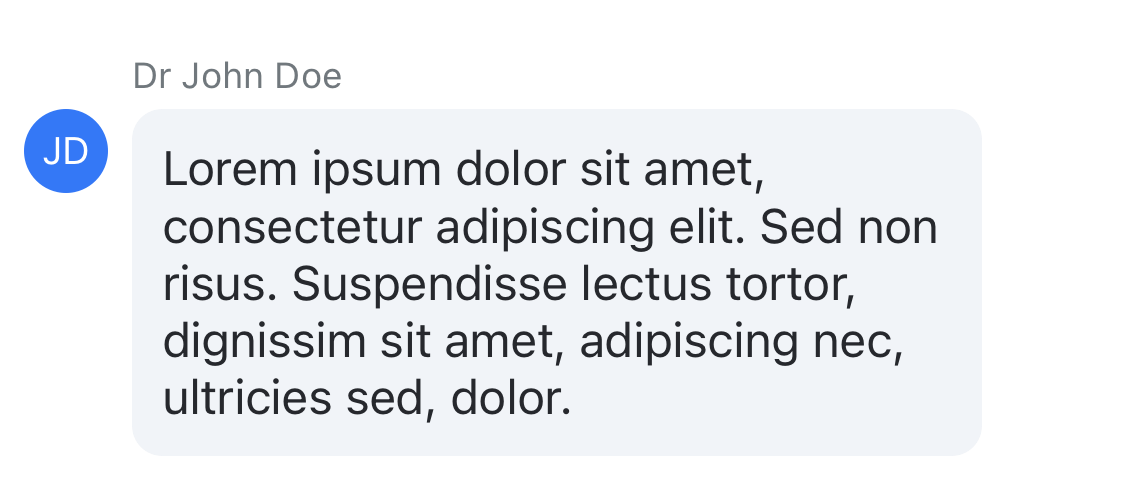 Dr John Doe
JD
Lorem ipsum dolor sit amet,
consectetur adipiscing elit. Sed non
risus. Suspendisse lectus tortor,
dignissim sit amet, adipiscing nec,
ultricies sed, dolor.